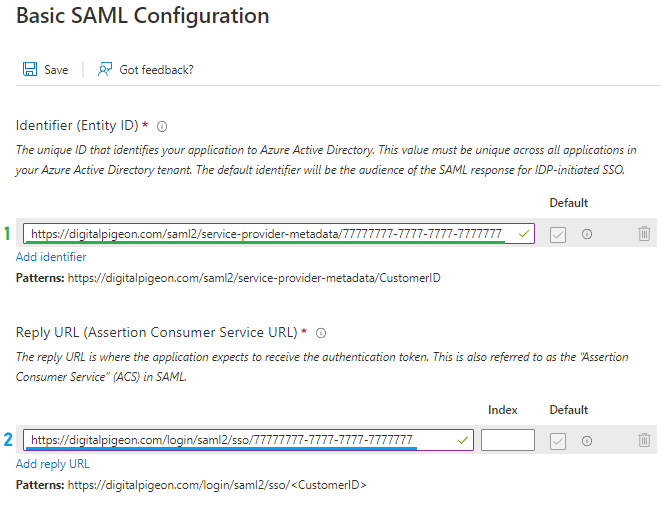 Basic SAML Configuration
Save
Got feedback?
Identifier (Entity ID) *
The unique ID that identifies your application to Azure Active Directory. This value must be unique across all applications in
your Azure Active Directory tenant. The default identifier will be the audience of the SAML response for IDP-initiated SSO.
Default
1 https://digitalpigeon.com/saml2/service-provider-metadata/77777777-7777-7777-7777777
Add identifier
Patterns: https://digitalpigeon.com/saml2/service-provider-metadata/CustomerID
Reply URL (Assertion Consumer Service URL) *
The reply URL is where the application expects to receive the authentication token. This is also referred to as the "Assertion
Consumer Service" (ACS) in SAML.
Index Default
2 https://digitalpigeon.com/login/saml2/sso/77777777-7777-7777-7777777
Add reply URL
Patterns: https://digitalpigeon.com/login/saml2/sso/<CustomerID>